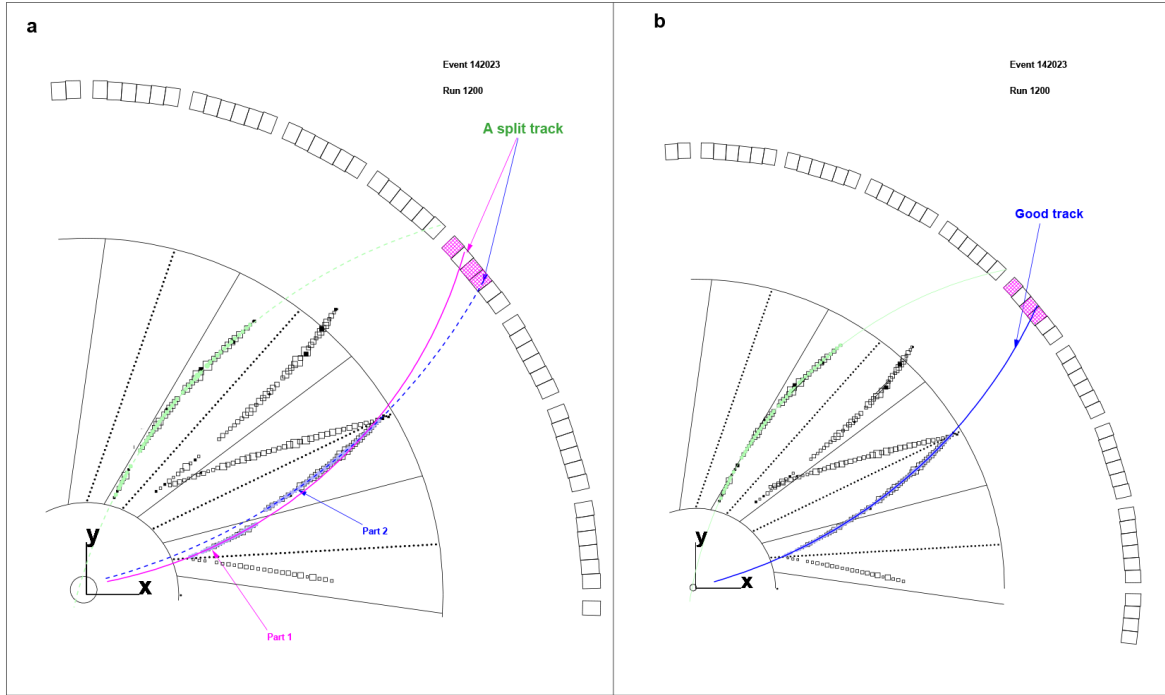 a
Event 142023
Run 1200
A split track
Part 2
Part 1
y
x
b
Event 142023
Run 1200
Good track
y
x